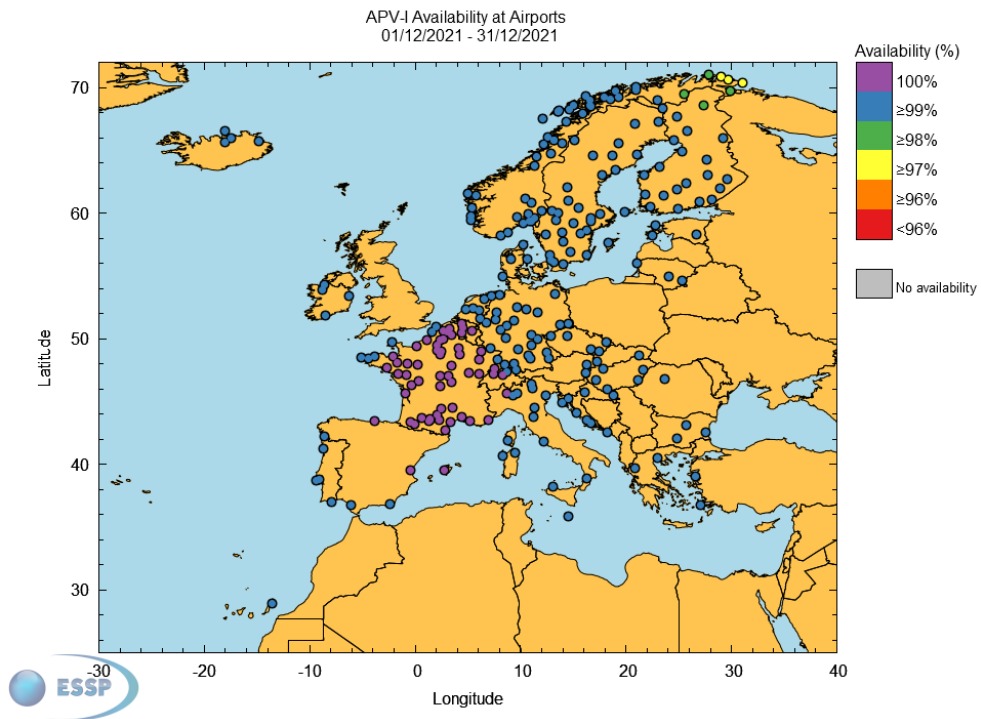 APV-I Availability at Airports
01/12/2021 - 31/12/2021
Availability (%)
100%
≥99%
≥98%
≥97%
≥96%
<96%
No availability
70
60
50
40
30
Latitude
-30 -20 -10 0 10 20 30 40
Longitude
ESSP